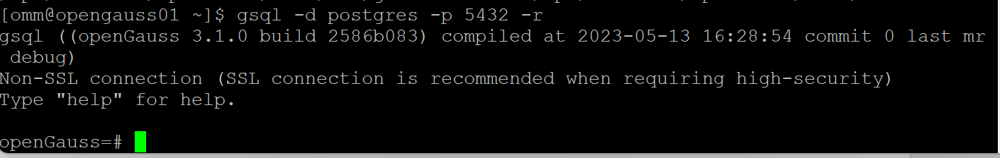 [omm@opengauss01 ~]$ gsql -d postgres -p 5432 -r
gsql ((openGauss 3.1.0 build 2586b083) compiled at 2023-05-13 16:28:54 commit 0 last mr
 debug)
Non-SSL connection (SSL connection is recommended when requiring high-security)
Type "help" for help.
openGauss=#